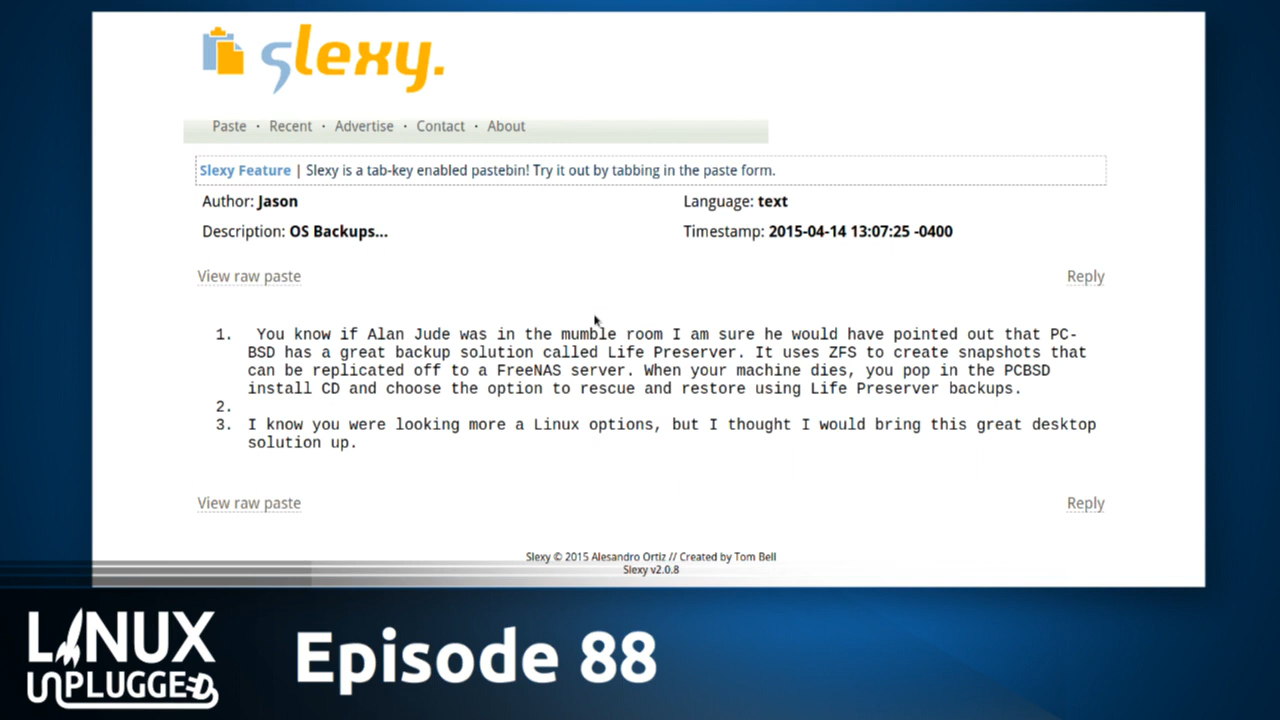 slexy.
Paste · Recent · Advertise · Contact · About
Slexy Feature | Slexy is a tab-key enabled pastebin! Try it out by tabbing in the paste form.
Author: Jason Language: text
Description: OS Backups... Timestamp: 2015-04-14 13:07:25 -0400
View raw paste Reply
1. You know if Alan Jude was in the mumble room I am sure he would have pointed out that PC-
BSD has a great backup solution called Life Preserver. It uses ZFS to create snapshots that
can be replicated off to a FreeNAS server. When your machine dies, you pop in the PCBSD
install CD and choose the option to rescue and restore using Life Preserver backups.
2.
3. I know you were looking more a Linux options, but I thought I would bring this great desktop
solution up.
View raw paste Reply
Slexy © 2015 Alesandro Ortiz // Created by Tom Bell
Slexy v2.0.8
LINUX
UNPLUGGED
Episode 88